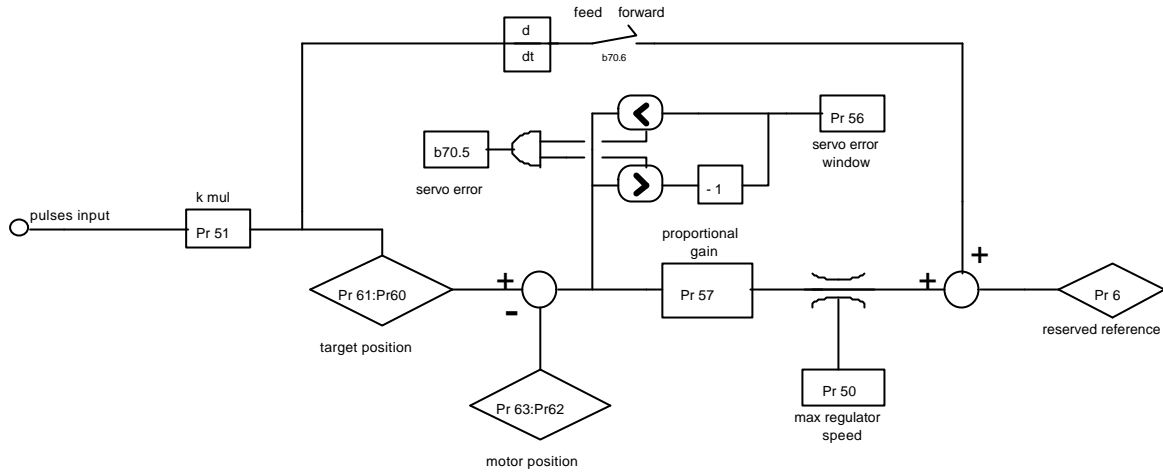 feed forward
d
dt
b70.6
<
Pr 56
b70.5
servo error
window
servo error
>
- 1
k mul
pulses input
Pr 51
proportional
gain
+
Pr 61:Pr60
+
-
Pr 57
+
Pr 6
target position
reserved reference
Pr 50
Pr 63:Pr62
max regulator
speed
motor position